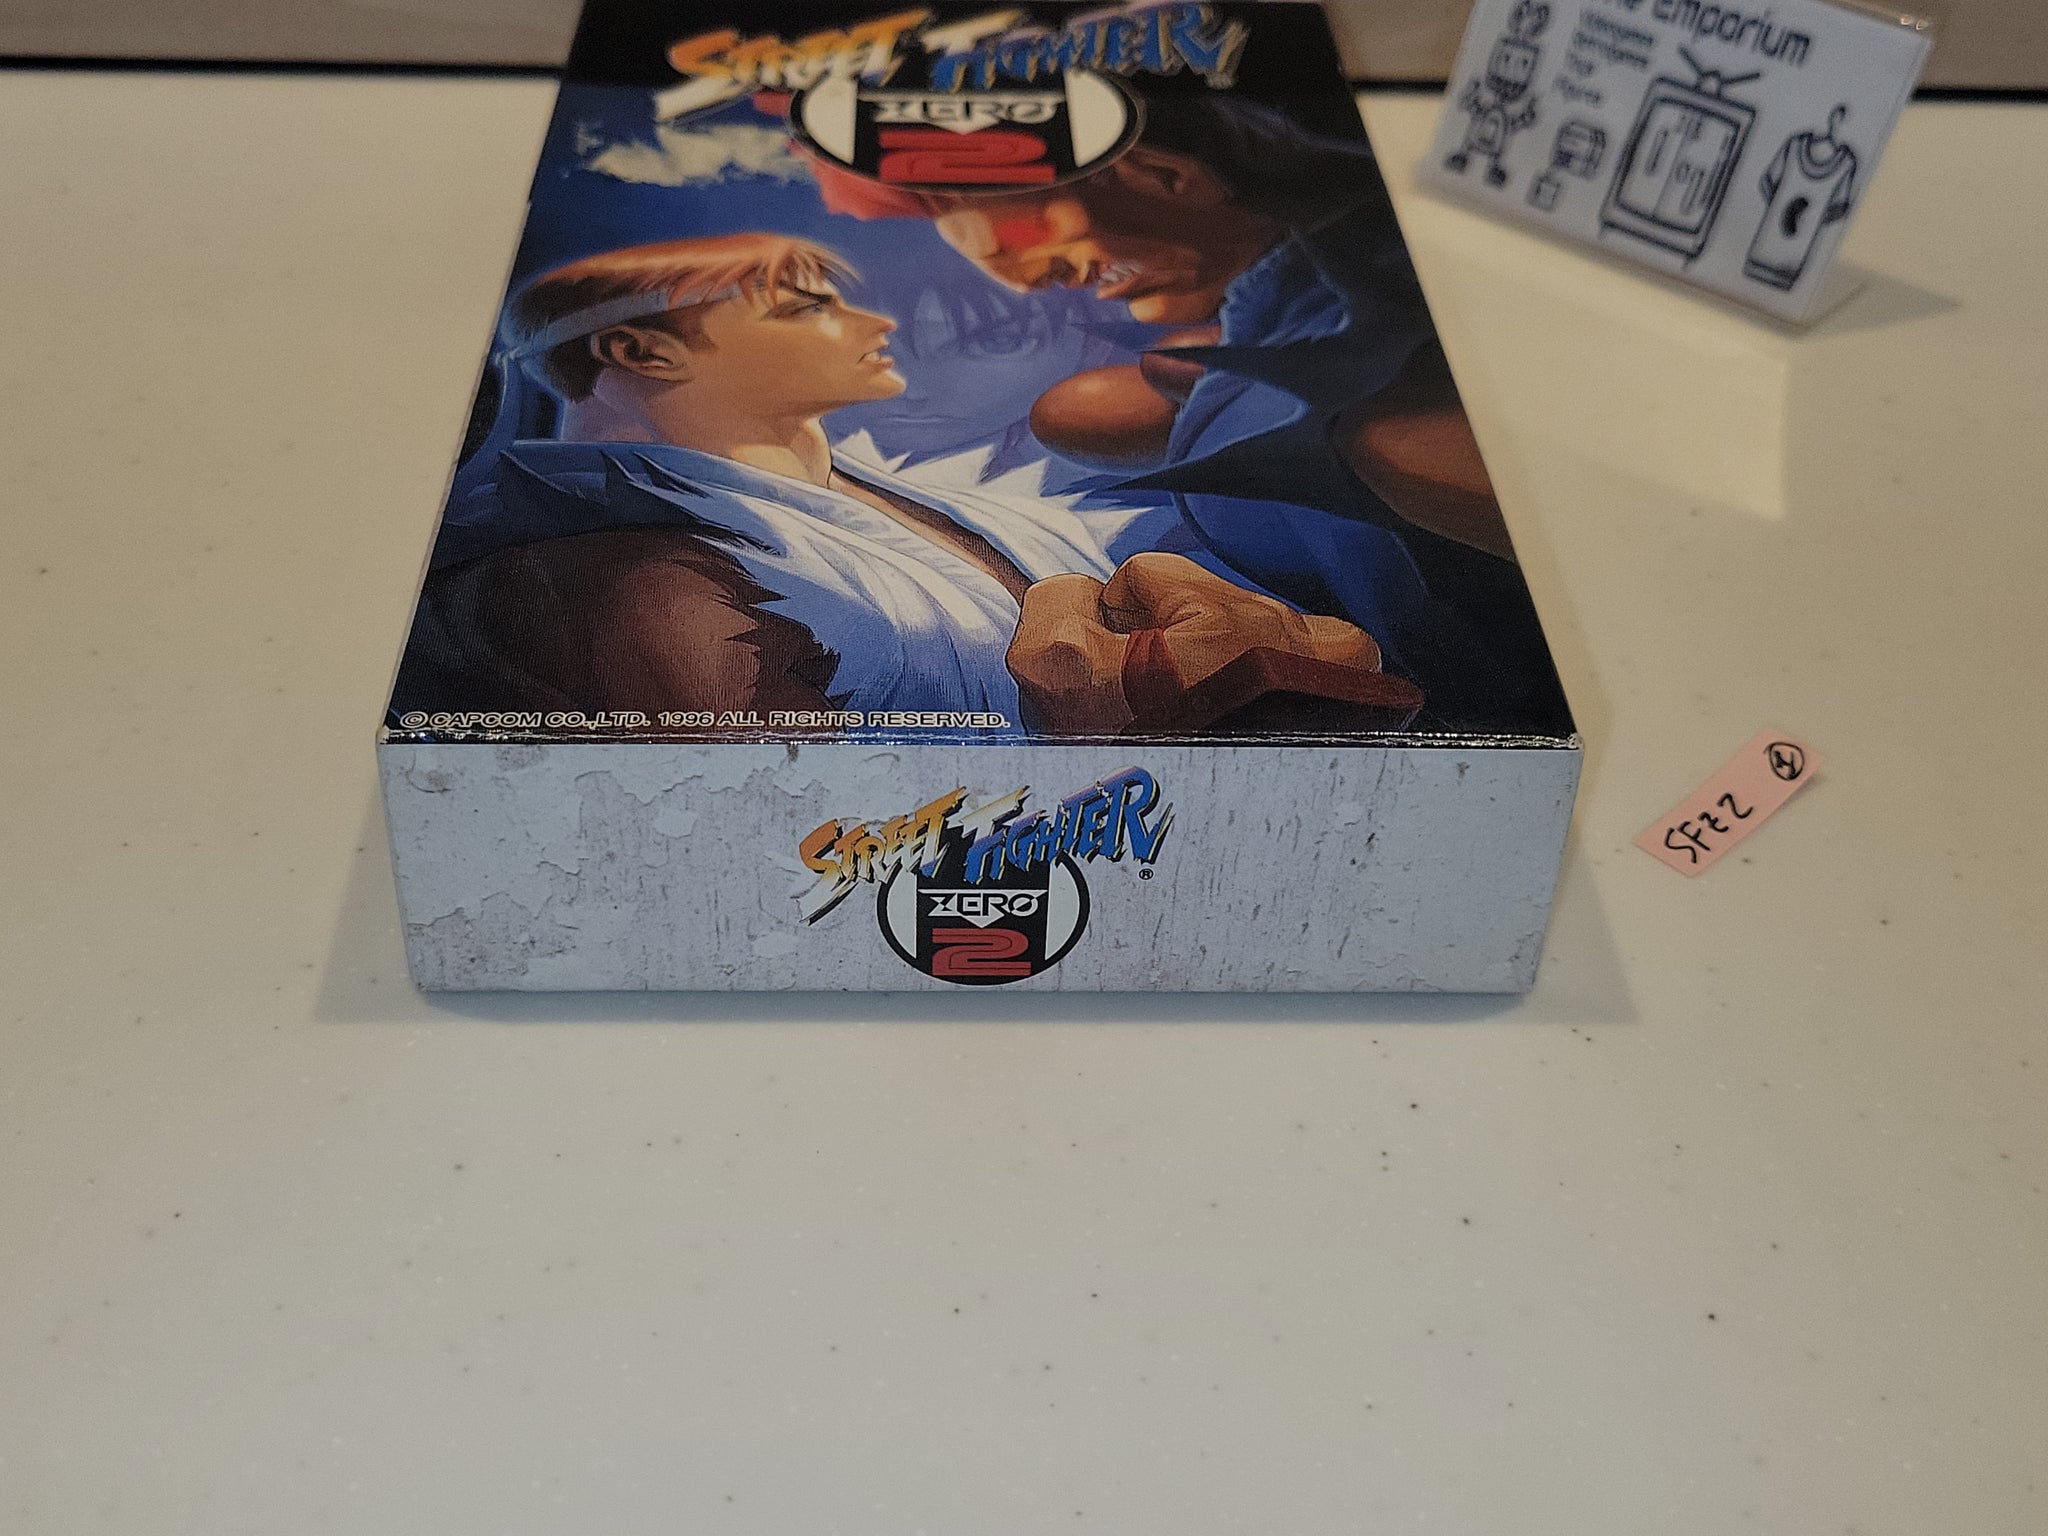 STREET FIGHTER
ZERO
2
emporium
© CAPCOM CO.,LTD. 1996 ALL RIGHTS RESERVED.
STREET FIGHTER®
ZERO
2
SFZ2